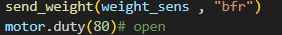 send_weight(weight_sens , "bfr")
motor.duty(80)# open